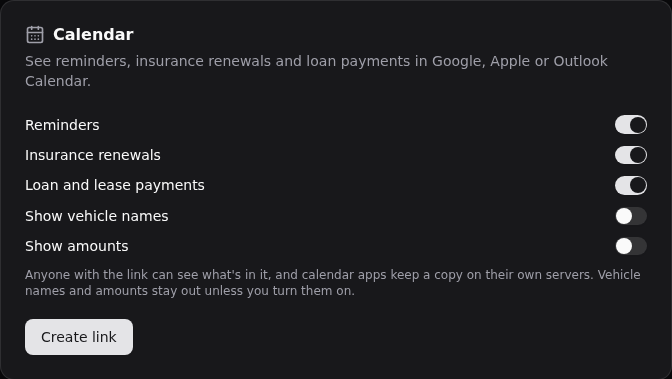 Calendar
See reminders, insurance renewals and loan payments in Google, Apple or Outlook
Calendar.
Reminders
Insurance renewals
Loan and lease payments
Show vehicle names
Show amounts
Anyone with the link can see what's in it, and calendar apps keep a copy on their own servers. Vehicle
names and amounts stay out unless you turn them on.
Create link